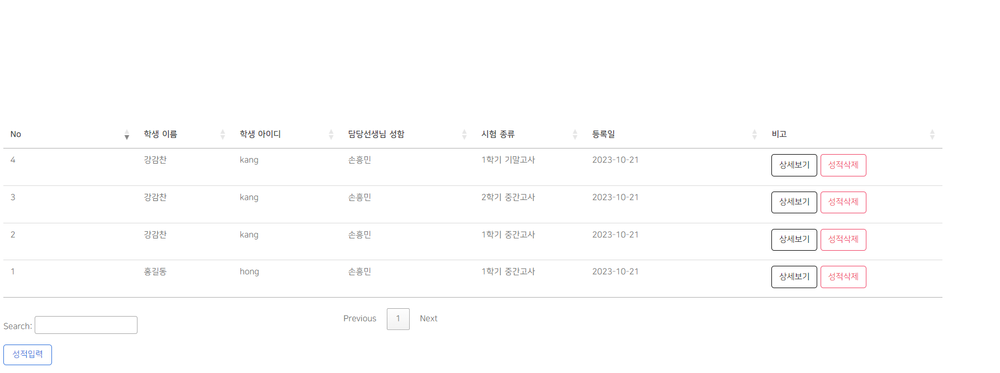 No 학생 이름 학생 아이디 담당선생님 성함 시험 종류 등록일 비고
4 강감찬 kang 손흥민 1학기 기말고사 2023-10-21 상세보기 성적삭제
3 강감찬 kang 손흥민 2학기 중간고사 2023-10-21 상세보기 성적삭제
2 강감찬 kang 손흥민 1학기 중간고사 2023-10-21 상세보기 성적삭제
1 홍길동 hong 손흥민 1학기 중간고사 2023-10-21 상세보기 성적삭제
Previous 1 Next
Search:
성적입력